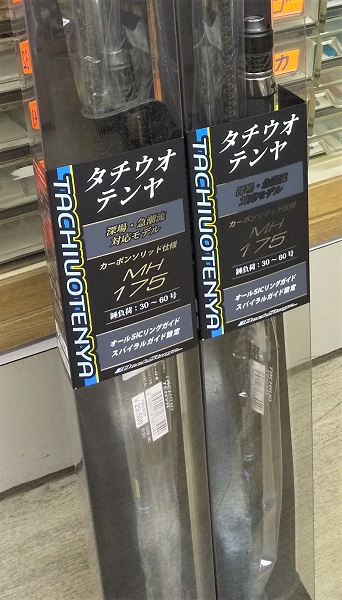 タチウオ
テンヤ
TACHIUOTENYA
深場・急潮流
対応モデル
カーボンソリッド仕様
MH
175
錘負荷:30〜60号
オールSiCリングガイド
スパイラルガイド設定
タチウオ
テンヤ
TACHIUOTENYA
深場・急潮流
対応モデル
カーボンソリッド仕様
MH
175
錘負荷:30〜60号
オールSiCリングガイド
スパイラルガイド設定
カ